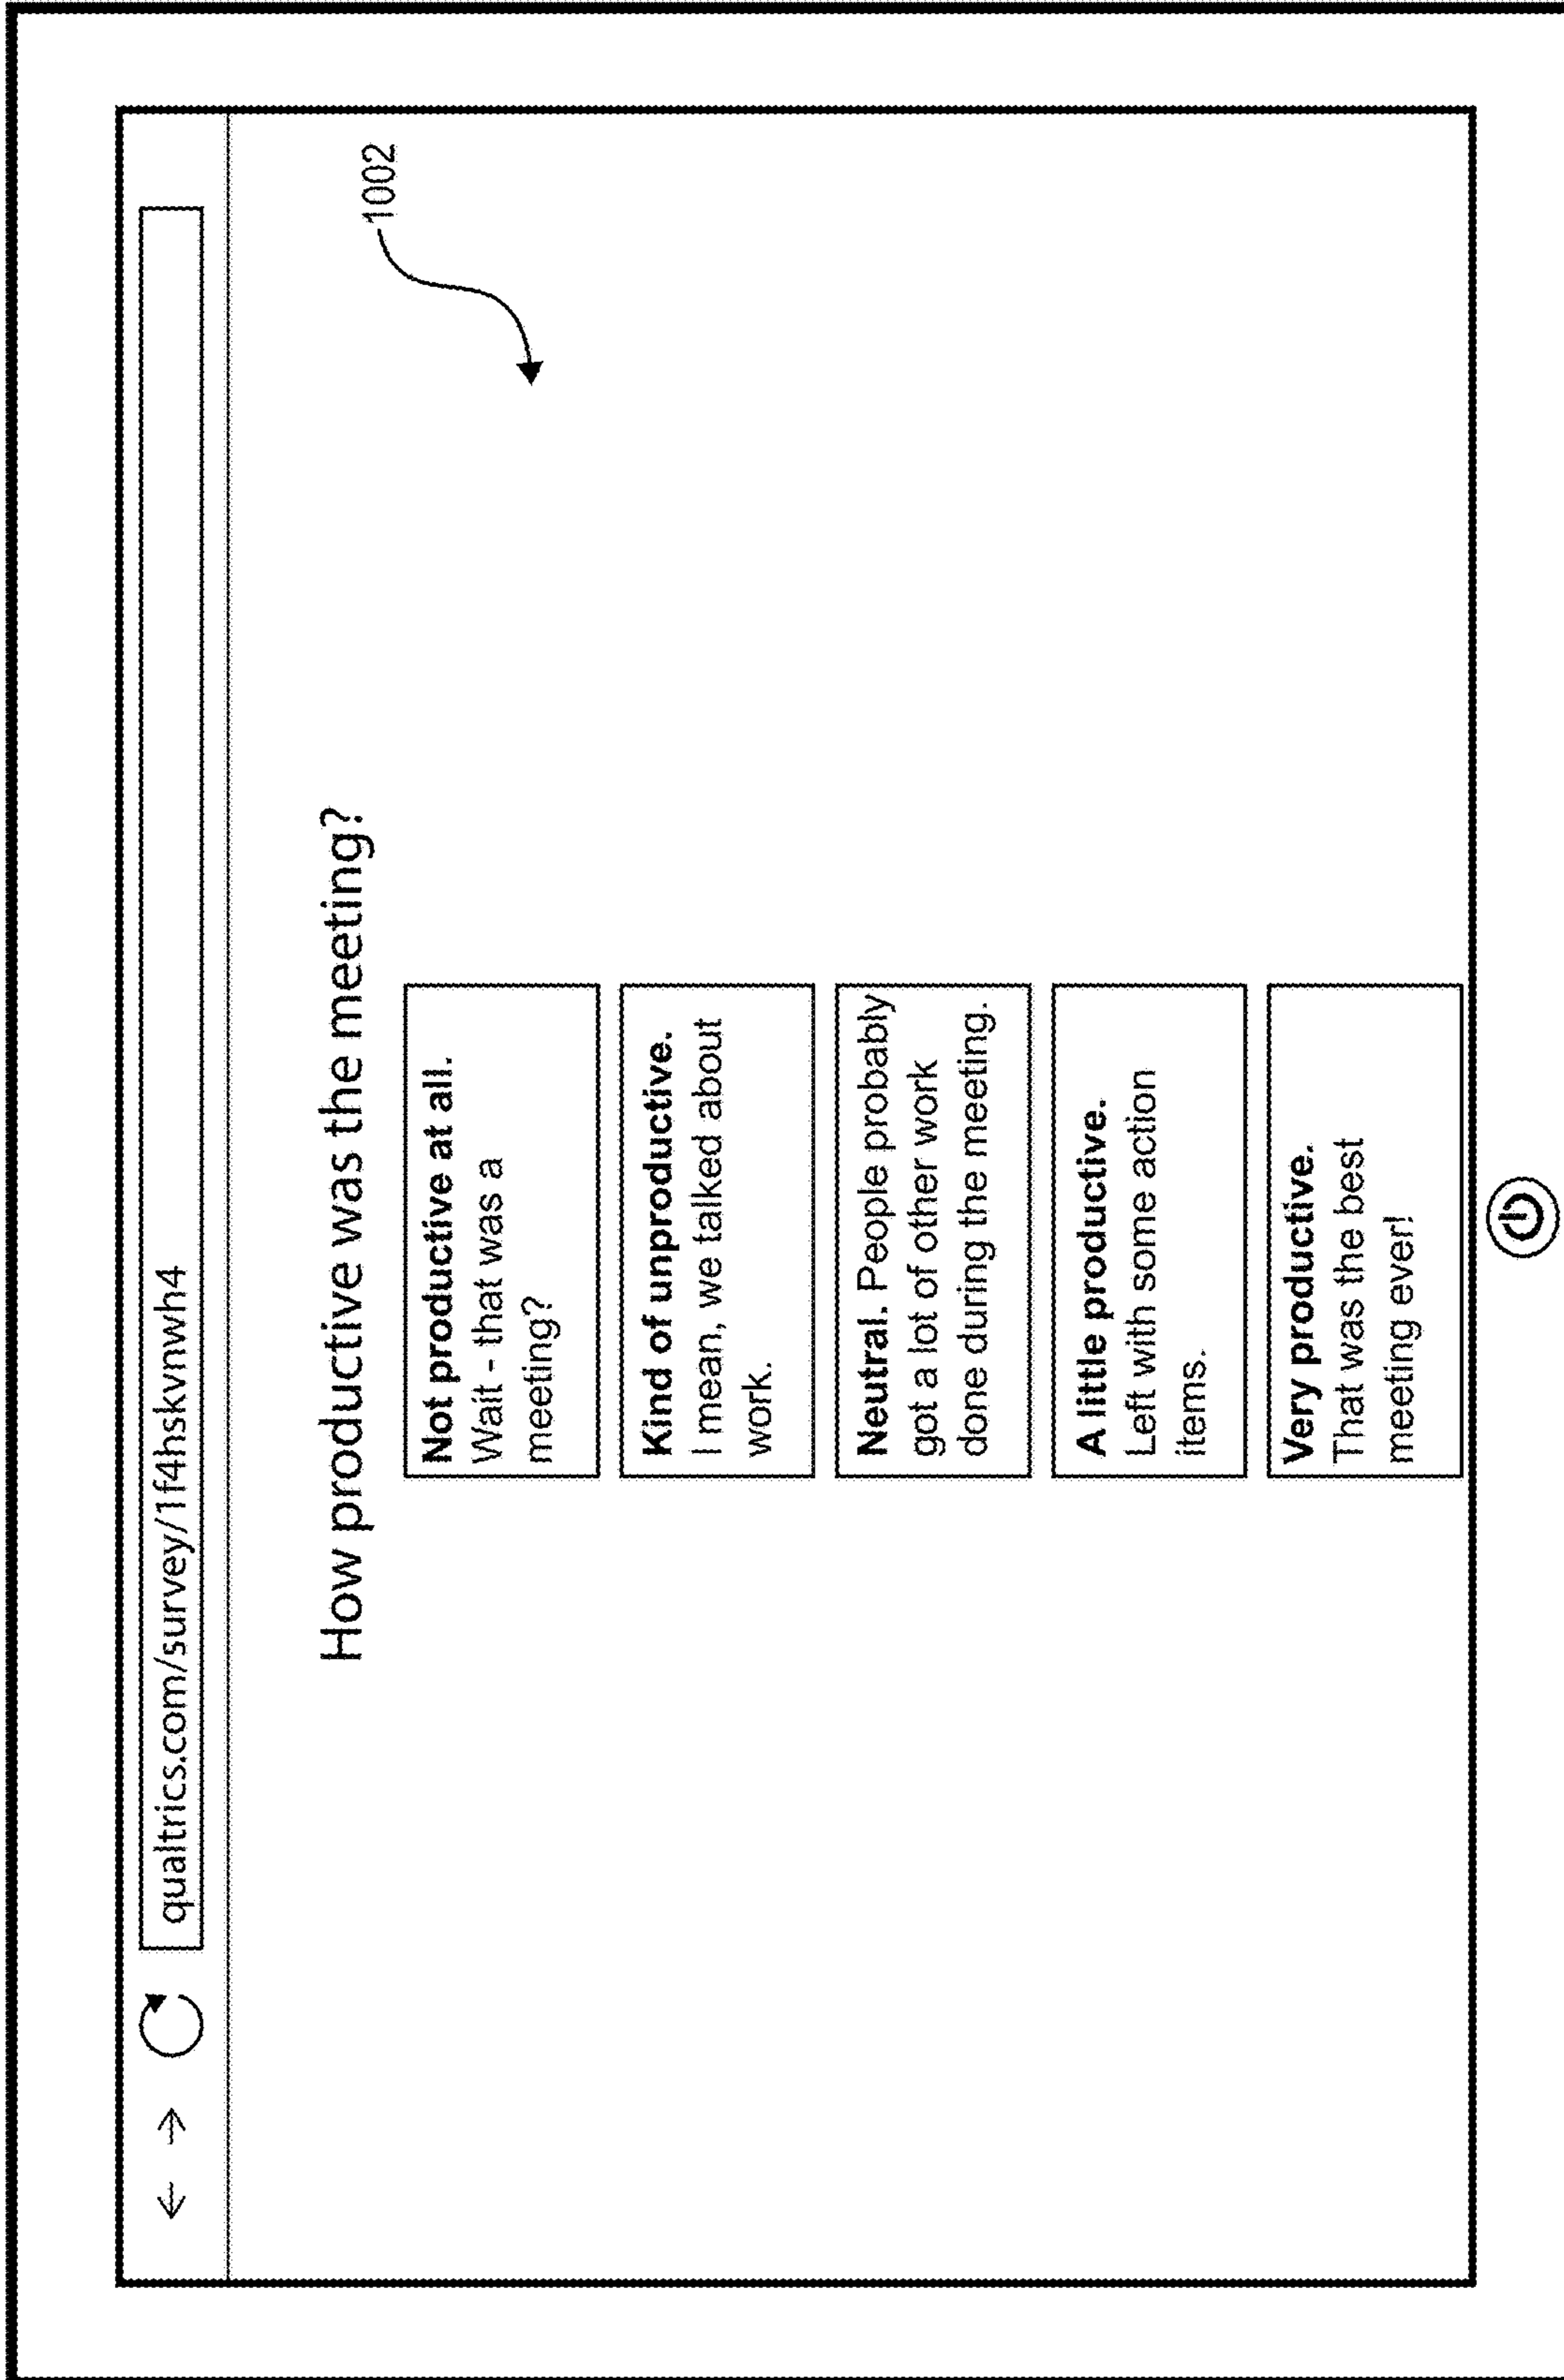 qualtrics.com/survey/1f4hskvnwh4
1002
How productive was the meeting?
Not productive at all.
Wait - that was a
meeting?
Kind of unproductive.
I mean, we talked about
work.
Neutral. People probably
got a lot of other work
done during the meeting.
A little productive.
Left with some action
items.
Very productive.
That was the best
meeting ever!